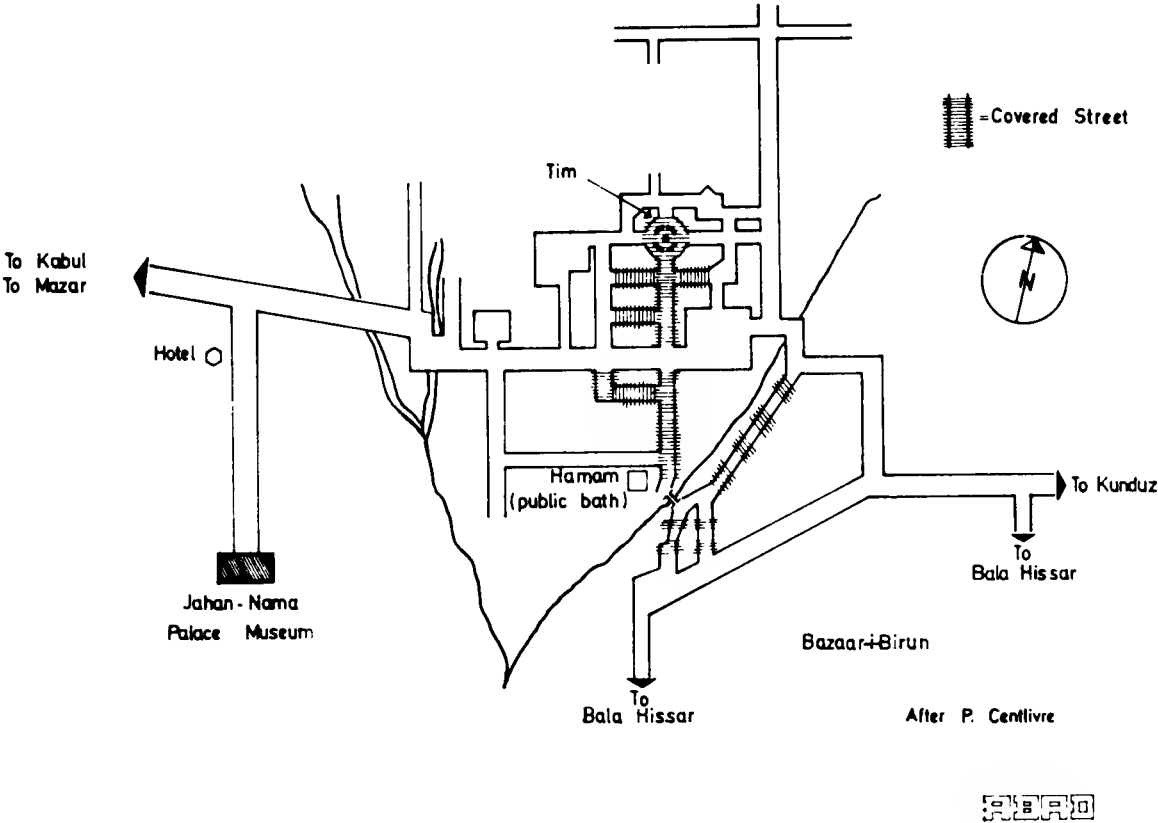 =Covered Street
Tim
To Kabul
To Mazar
N
Hotel
Hamam
(public bath)
To Kunduz
To
Bala Hissar
Jahan-Nama
Palace Museum
Bazaar-i-Birun
To
Bala Hissar
After P. Centlivre
ABAD